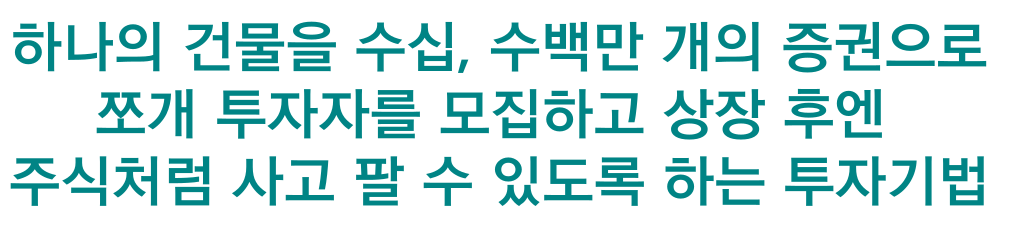 하나의 건물을 수십, 수백만 개의 증권으로
쪼개 투자자를 모집하고 상장 후엔
주식처럼 사고 팔 수 있도록 하는 투자기법